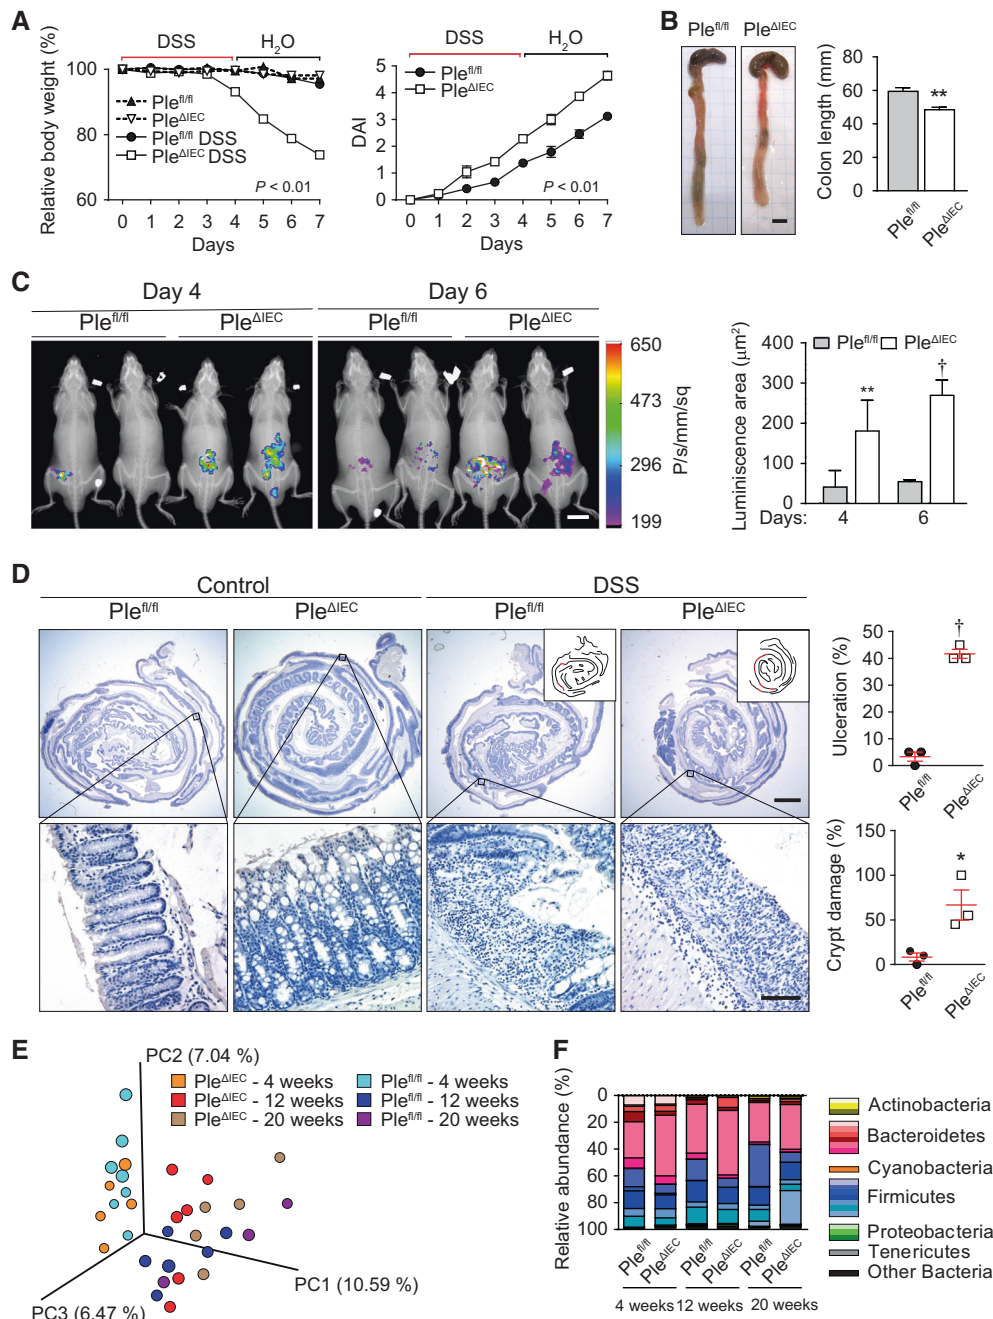 A
Relative body weight (%)
DSS
H2O
100
80
60
Plefl/fl
PleΔIEC
Plefl/fl DSS
PleΔIEC DSS
P < 0.01
0 1 2 3 4 5 6 7
Days
DAI
DSS
H2O
5
4
3
2
1
0
Plefl/fl
PleΔIEC
P < 0.01
0 1 2 3 4 5 6 7
Days
B
Plefl/fl PleΔIEC
Colon length (mm)
80
60
40
20
0
**
Plefl/fl
PleΔIEC
C
Day 4
Day 6
Plefl/fl
PleΔIEC
Plefl/fl
PleΔIEC
650
473
296
199
P/s/mm/sq
Luminiscence area (µm²)
400
300
200
100
0
Plefl/fl
PleΔIEC
**
†
Days: 4 6
D
Control
DSS
Plefl/fl
PleΔIEC
Plefl/fl
PleΔIEC
Ulceration (%)
50
40
30
20
10
0
†
Plefl/fl
PleΔIEC
Crypt damage (%)
150
100
50
0
*
Plefl/fl
PleΔIEC
E
PC2 (7.04 %)
PleΔIEC - 4 weeks
PleΔIEC - 12 weeks
PleΔIEC - 20 weeks
Plefl/fl - 4 weeks
Plefl/fl - 12 weeks
Plefl/fl - 20 weeks
PC1 (10.59 %)
PC3 (6.47 %)
F
Relative abundance (%)
0
20
40
60
80
100
Plefl/fl
PleΔIEC
Plefl/fl
PleΔIEC
Plefl/fl
PleΔIEC
4 weeks
12 weeks
20 weeks
Actinobacteria
Bacteroidetes
Cyanobacteria
Firmicutes
Proteobacteria
Tenericutes
Other Bacteria